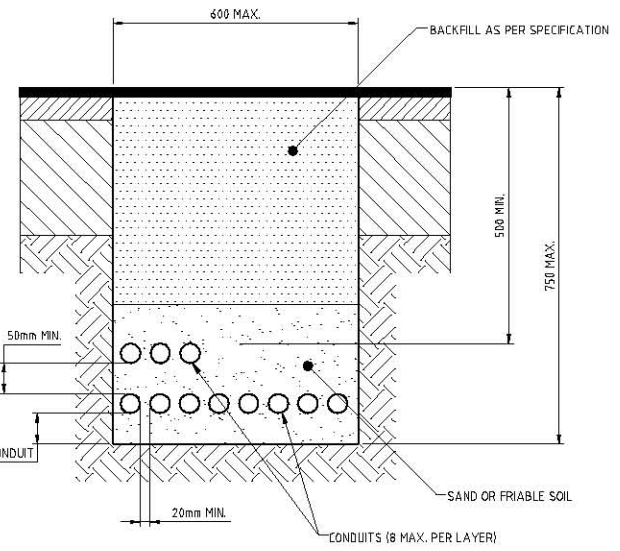 600 MAX.
BACKFILL AS PER SPECIFICATION
500 MIN.
750 MAX.
50mm MIN.
ONDUIT
20mm MIN.
SAND OR FRIABLE SOIL
CONDUITS (8 MAX. PER LAYER)